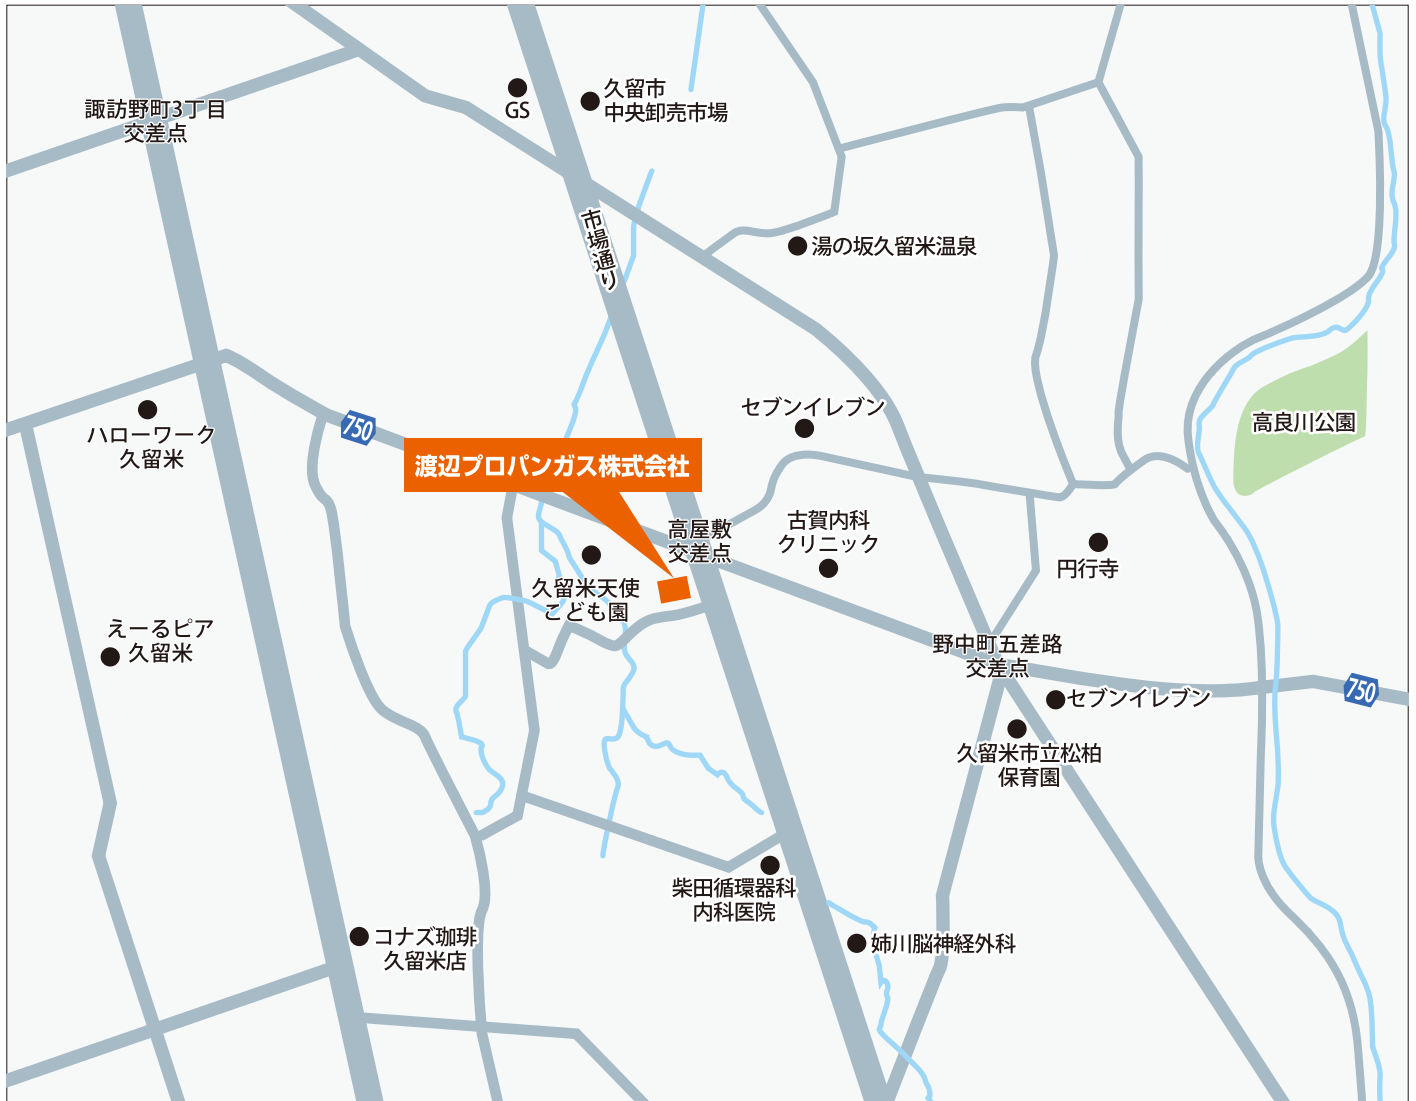 GS
久留市
中央卸売市場
諏訪野町3丁目
交差点
市場通り
湯の坂久留米温泉
セブンイレブン
高良川公園
ハローワーク
久留米
750
渡辺プロパンガス株式会社
高屋敷
交差点
古賀内科
クリニック
円行寺
久留米天使
こども園
えーるピア
久留米
野中町五差路
交差点
セブンイレブン
750
久留米市立松柏
保育園
柴田循環器科
内科医院
コナズ珈琲
久留米店
姉川脳神経外科